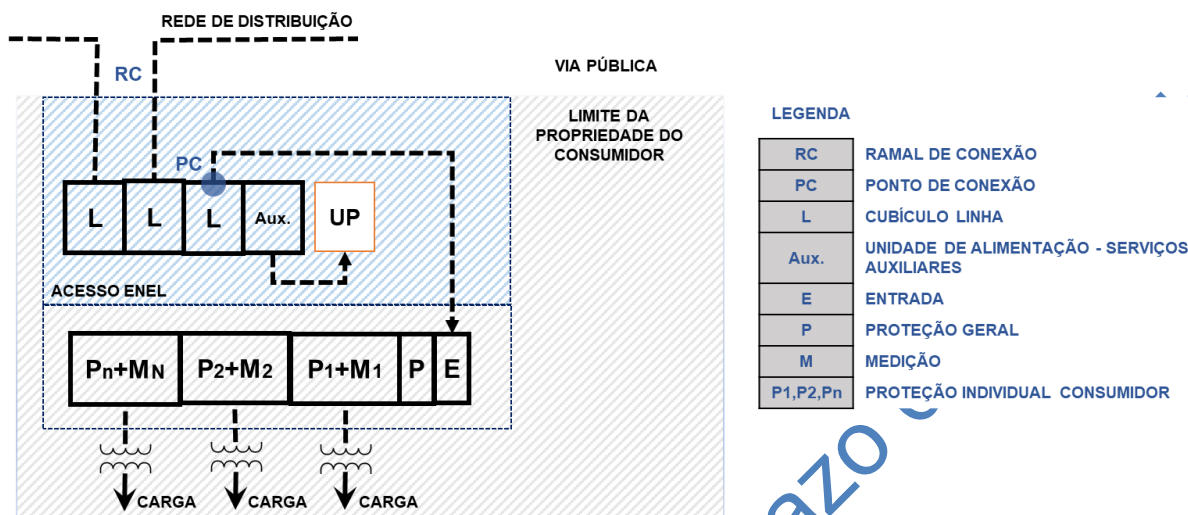 REDE DE DISTRIBUIÇÃO
RC
VIA PÚBLICA
LIMITE DA
PROPRIEDADE DO
CONSUMIDOR
PC
L
L
L
Aux.
UP
ACESSO ENEL
Pn+MN
P2+M2
P1+M1
P
E
CARGA
CARGA
CARGA
LEGENDA
RC RAMAL DE CONEXÃO
PC PONTO DE CONEXÃO
L CUBÍCULO LINHA
Aux. UNIDADE DE ALIMENTAÇÃO - SERVIÇOS
AUXILIARES
E ENTRADA
P PROTEÇÃO GERAL
M MEDIÇÃO
P1,P2,Pn PROTEÇÃO INDIVIDUAL CONSUMIDOR